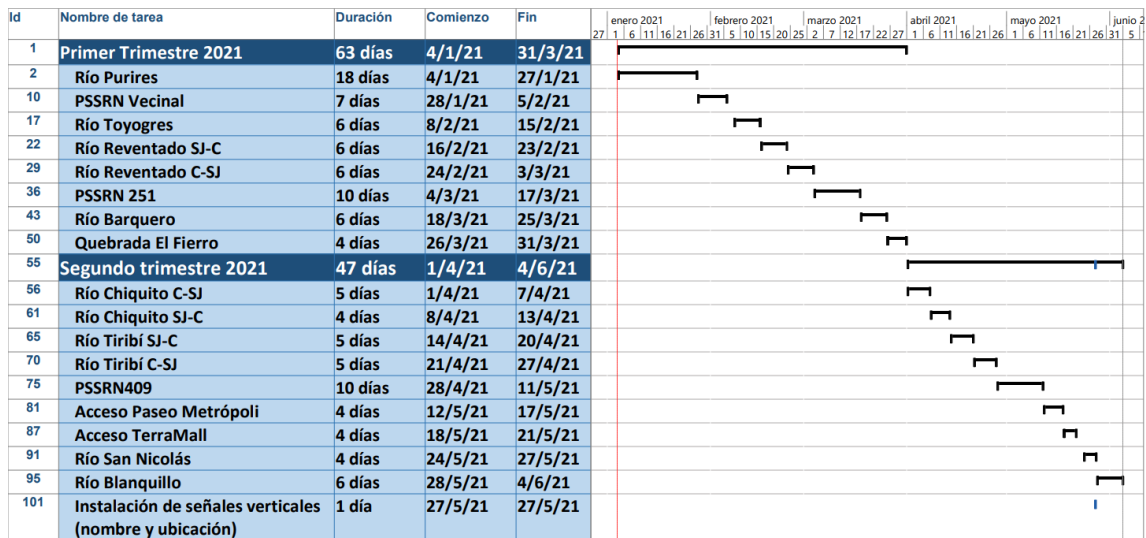 Id Nombre de tarea Duración Comienzo Fin
enero 2021 febrero 2021 marzo 2021 abril 2021 mayo 2021 junio 2
27 1 6 11 16 21 26 31 5 10 15 20 25 2 7 12 17 22 27 1 6 11 16 21 26 1 6 11 16 21 26 31 5
1 Primer Trimestre 2021 63 días 4/1/21 31/3/21
2 Río Purires 18 días 4/1/21 27/1/21
10 PSSRN Vecinal 7 días 28/1/21 5/2/21
17 Río Toyogres 6 días 8/2/21 15/2/21
22 Río Reventado SJ-C 6 días 16/2/21 23/2/21
29 Río Reventado C-SJ 6 días 24/2/21 3/3/21
36 PSSRN 251 10 días 4/3/21 17/3/21
43 Río Barquero 6 días 18/3/21 25/3/21
50 Quebrada El Fierro 4 días 26/3/21 31/3/21
55 Segundo trimestre 2021 47 días 1/4/21 4/6/21
56 Río Chiquito C-SJ 5 días 1/4/21 7/4/21
61 Río Chiquito SJ-C 4 días 8/4/21 13/4/21
65 Río Tiribí SJ-C 5 días 14/4/21 20/4/21
70 Río Tiribí C-SJ 5 días 21/4/21 27/4/21
75 PSSRN409 10 días 28/4/21 11/5/21
81 Acceso Paseo Metrópoli 4 días 12/5/21 17/5/21
87 Acceso TerraMall 4 días 18/5/21 21/5/21
91 Río San Nicolás 4 días 24/5/21 27/5/21
95 Río Blanquillo 6 días 28/5/21 4/6/21
101 Instalación de señales verticales 1 día 27/5/21 27/5/21
(nombre y ubicación)